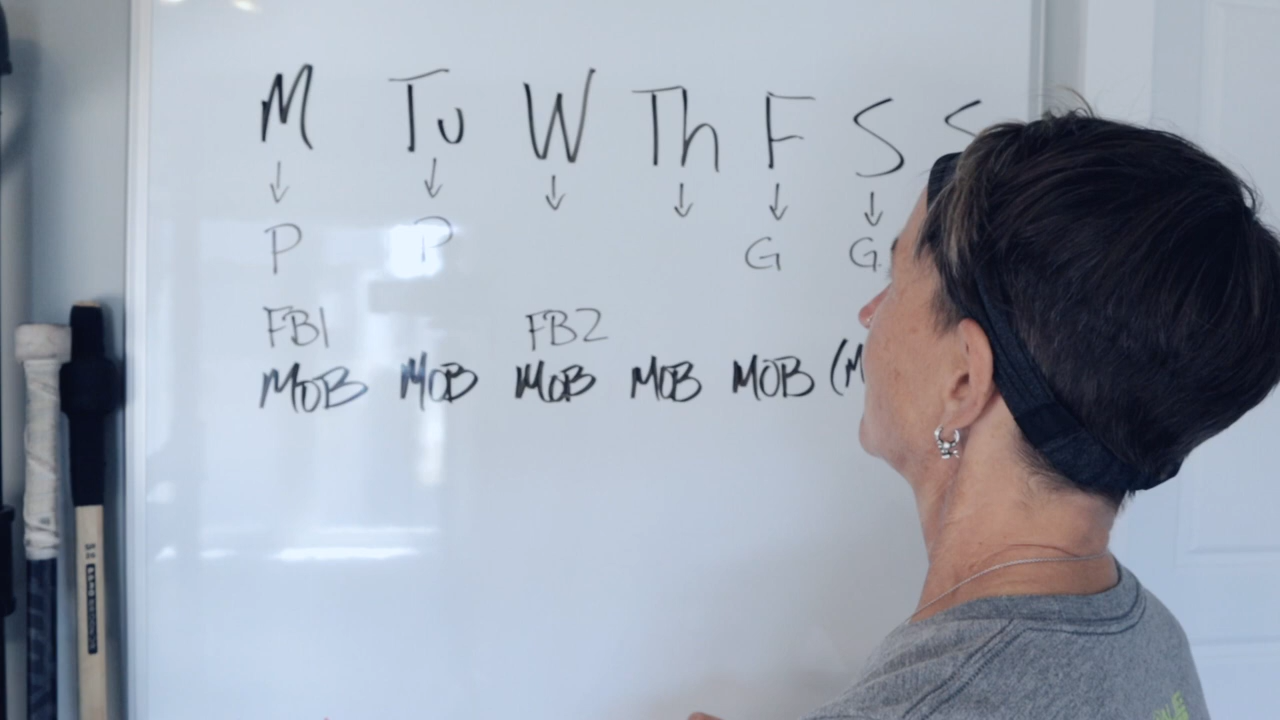 M Tu W Th F S S
↓ ↓ ↓ ↓ ↓ ↓
P P G G
FB1 FB2
MOB MOB MOB MOB MOB (M